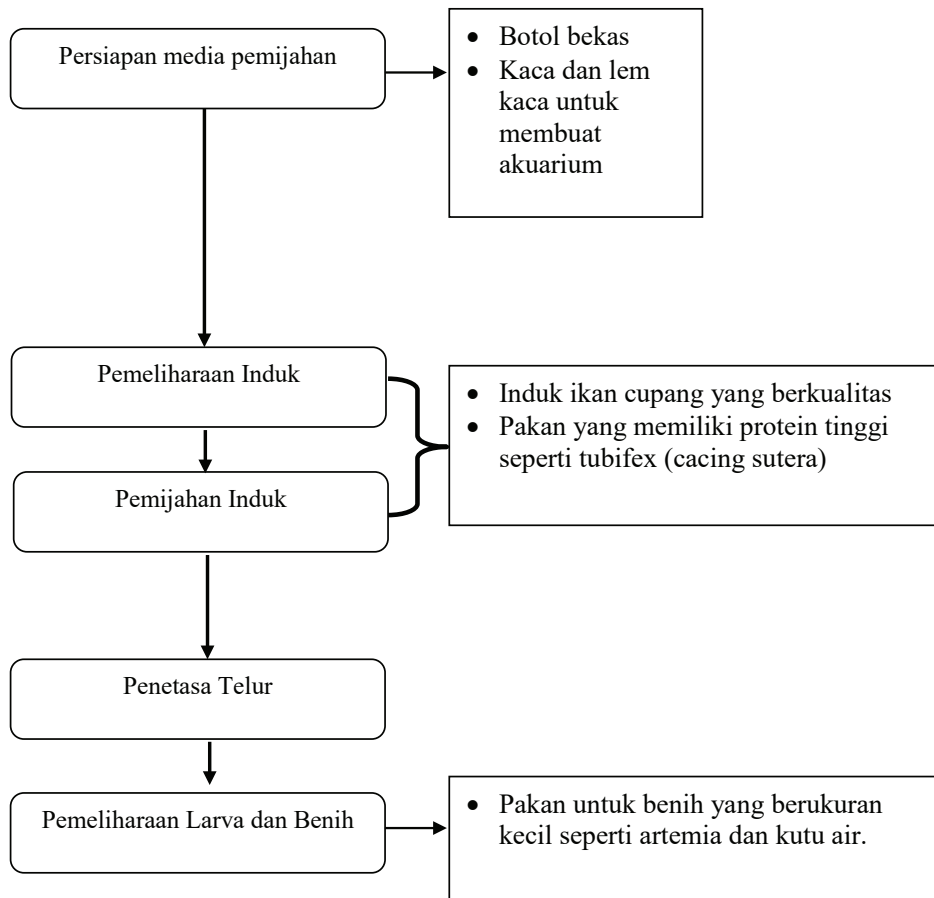 Persiapan media pemijahan
• Botol bekas
• Kaca dan lem
kaca untuk
membuat
akuarium
Pemeliharaan Induk
Pemijahan Induk
• Induk ikan cupang yang berkualitas
• Pakan yang memiliki protein tinggi
seperti tubifex (cacing sutera)
Penetasa Telur
Pemeliharaan Larva dan Benih
• Pakan untuk benih yang berukuran
kecil seperti artemia dan kutu air.